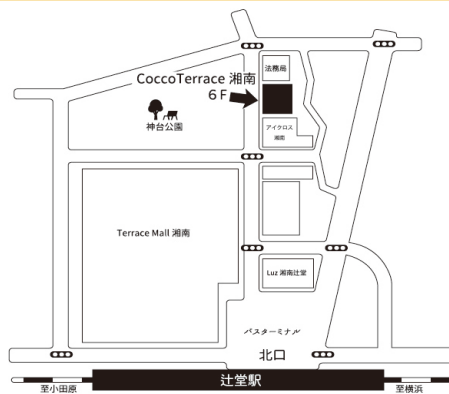 法務局
CoccoTerrace 湘南
6F
アイクロス
湘南
神台公園
Terrace Mall 湘南
Luz 湘南辻堂
バスターミナル
北口
辻堂駅
至小田原
至横浜